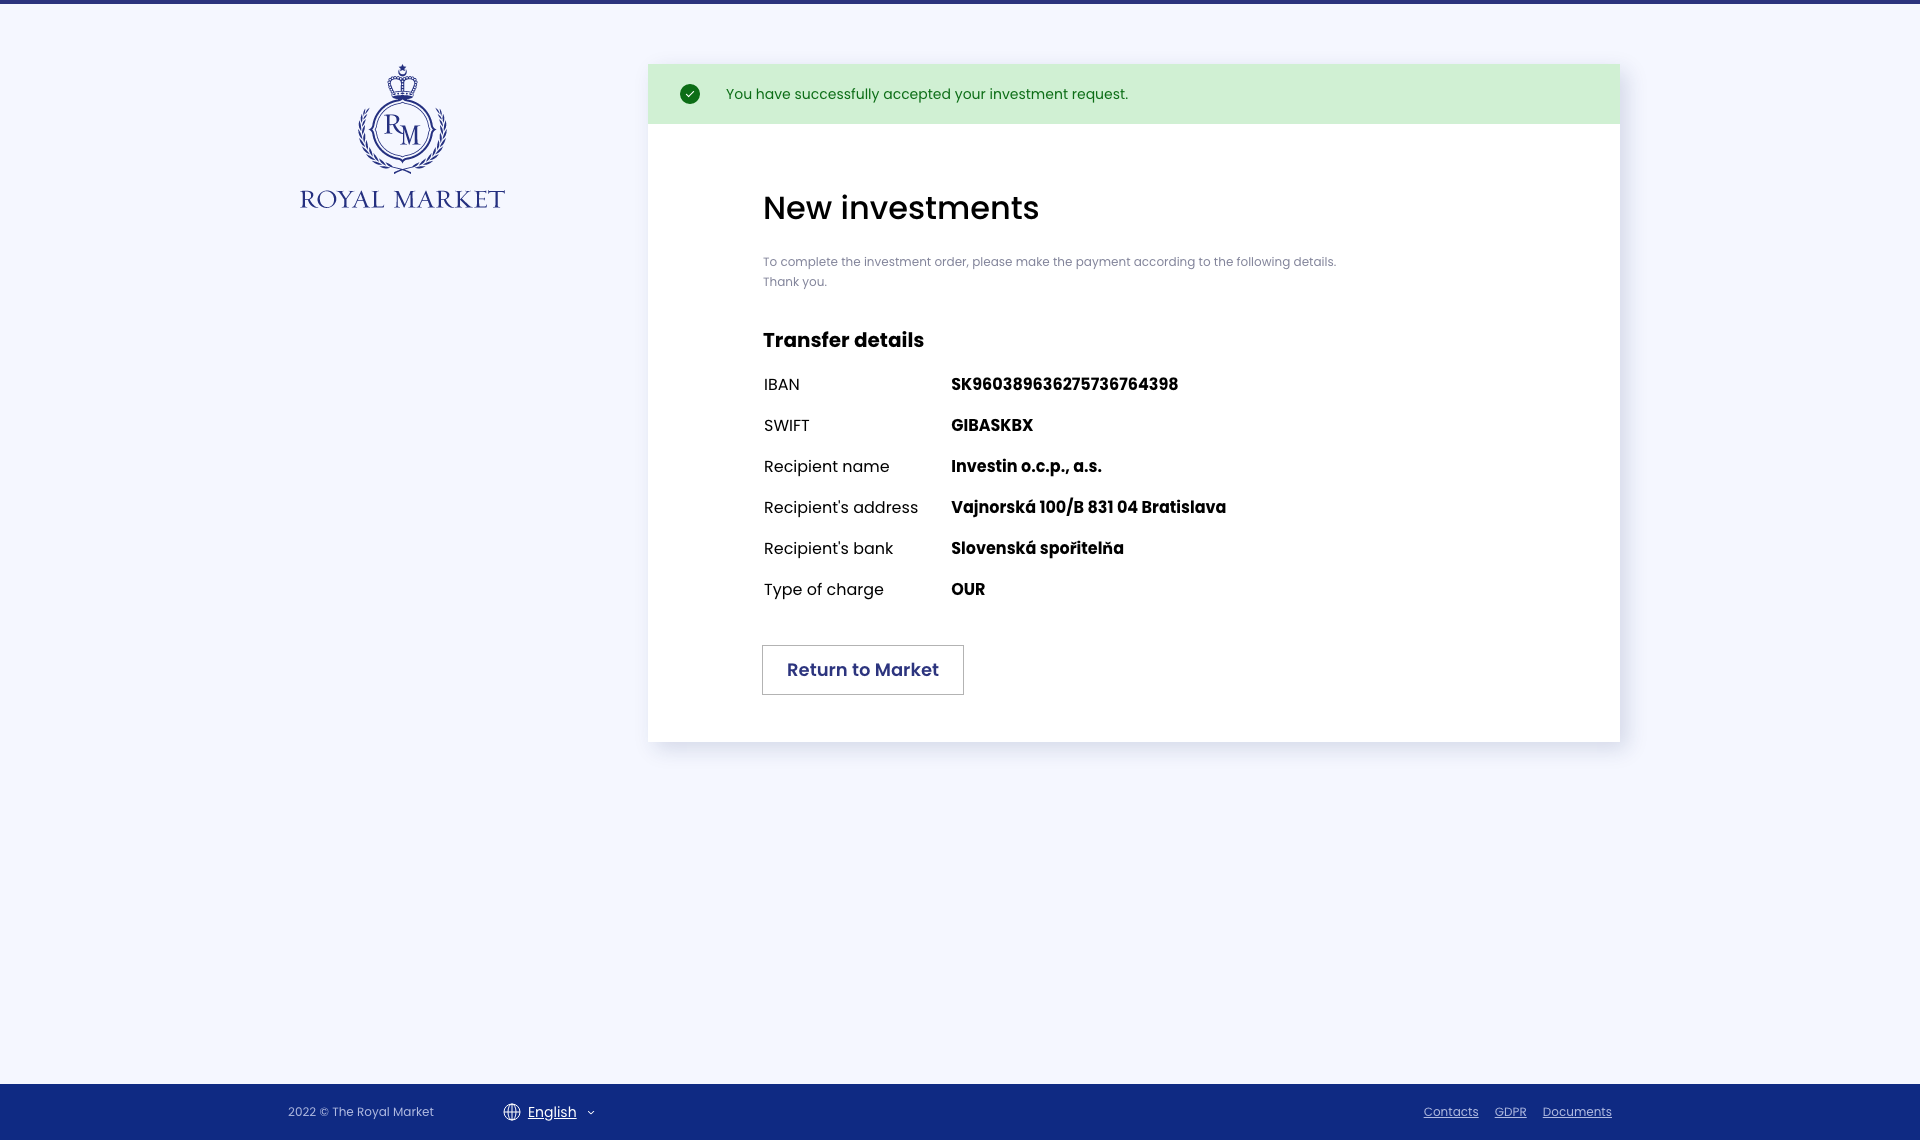 RM
ROYAL MARKET
You have successfully accepted your investment request.
New investments
To complete the investment order, please make the payment according to the following details.
Thank you.
Transfer details
IBAN SK960389636275736764398
SWIFT GIBASKBX
Recipient name Investin o.c.p., a.s.
Recipient's address Vajnorská 100/B 831 04 Bratislava
Recipient's bank Slovenská spořitelňa
Type of charge OUR
Return to Market
2022 © The Royal Market English Contacts GDPR Documents